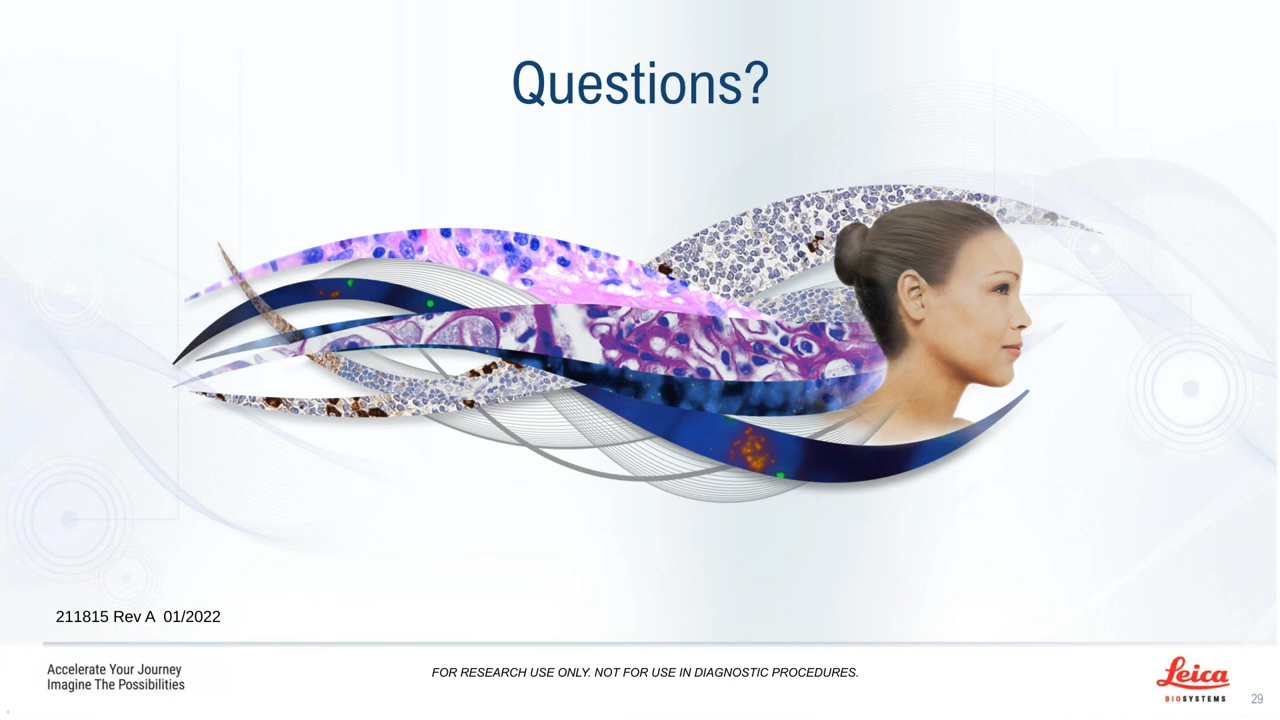 Questions?
211815 Rev A  01/2022
Accelerate Your Journey
Imagine The Possibilities
FOR RESEARCH USE ONLY. NOT FOR USE IN DIAGNOSTIC PROCEDURES.
Leica
BIOSYSTEMS
29